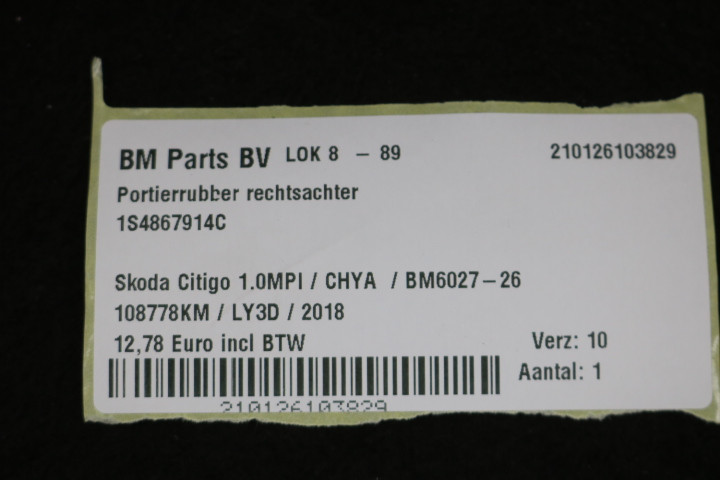 BM Parts BV LOK 8 - 89 210126103829
Portierrubber rechtsachter
1S4867914C
Skoda Citigo 1.0MPI / CHYA / BM6027-26
108778KM / LY3D / 2018
12,78 Euro incl BTW Verz: 10
Aantal: 1
210126103829